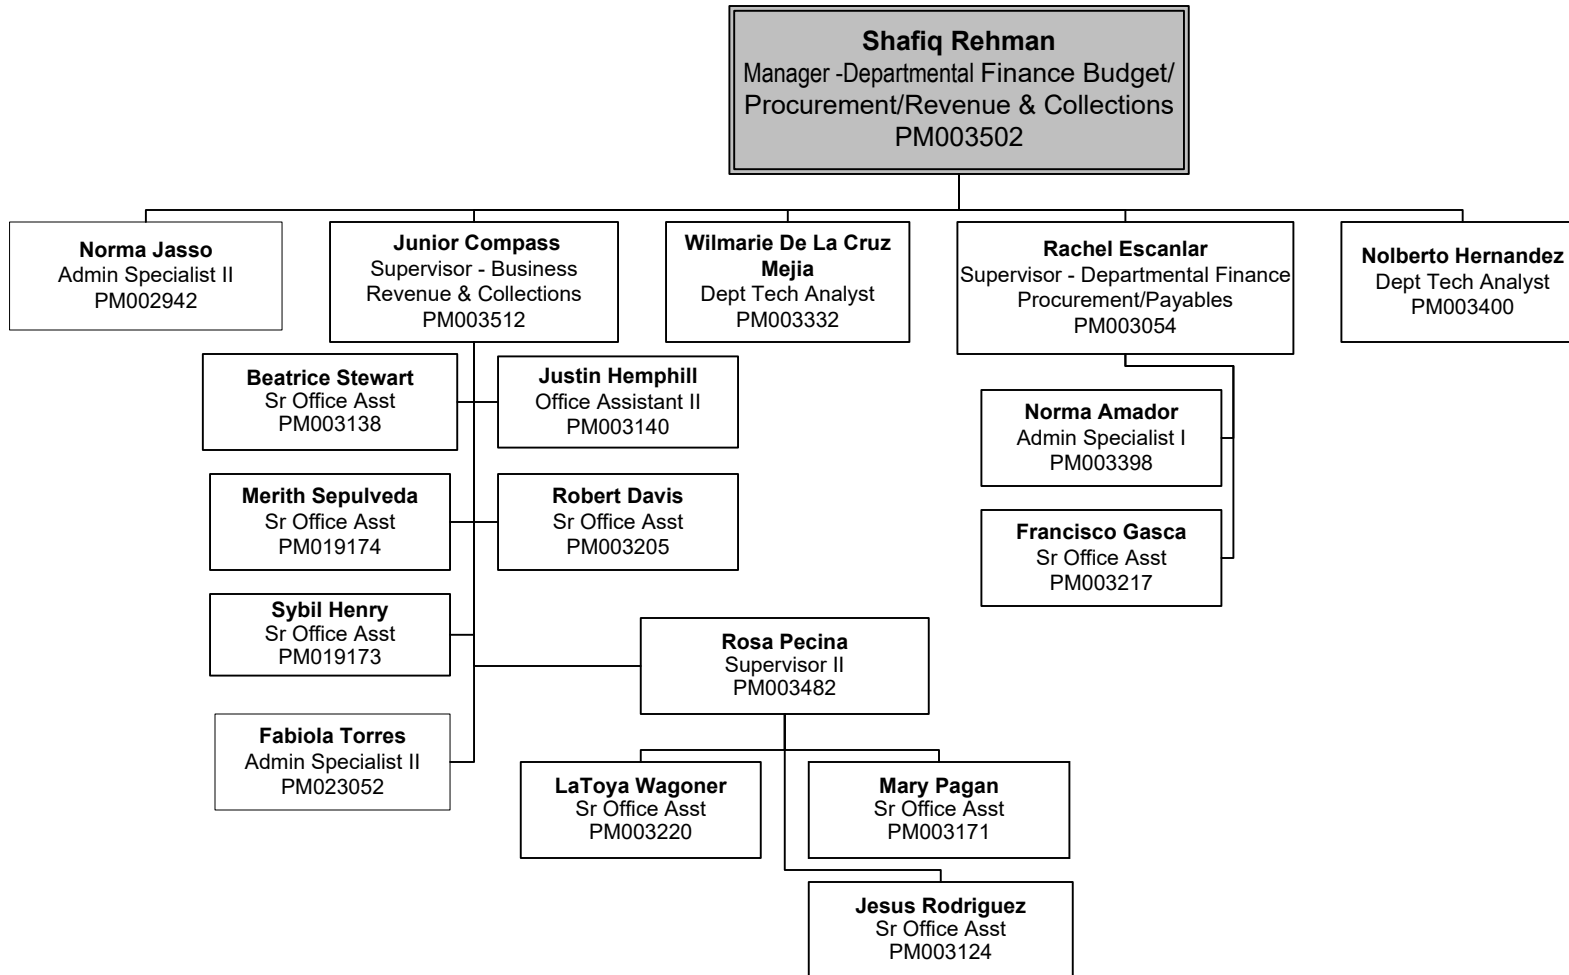 Shafiq Rehman
Manager -Departmental Finance Budget/
Procurement/Revenue & Collections
PM003502
Norma Jasso
Admin Specialist II
PM002942
Junior Compass
Supervisor - Business
Revenue & Collections
PM003512
Wilmarie De La Cruz
Mejia
Dept Tech Analyst
PM003332
Rachel Escanlar
Supervisor - Departmental Finance
Procurement/Payables
PM003054
Nolberto Hernandez
Dept Tech Analyst
PM003400
Beatrice Stewart
Sr Office Asst
PM003138
Justin Hemphill
Office Assistant II
PM003140
Norma Amador
Admin Specialist I
PM003398
Merith Sepulveda
Sr Office Asst
PM019174
Robert Davis
Sr Office Asst
PM003205
Francisco Gasca
Sr Office Asst
PM003217
Sybil Henry
Sr Office Asst
PM019173
Rosa Pecina
Supervisor II
PM003482
Fabiola Torres
Admin Specialist II
PM023052
LaToya Wagoner
Sr Office Asst
PM003220
Mary Pagan
Sr Office Asst
PM003171
Jesus Rodriguez
Sr Office Asst
PM003124